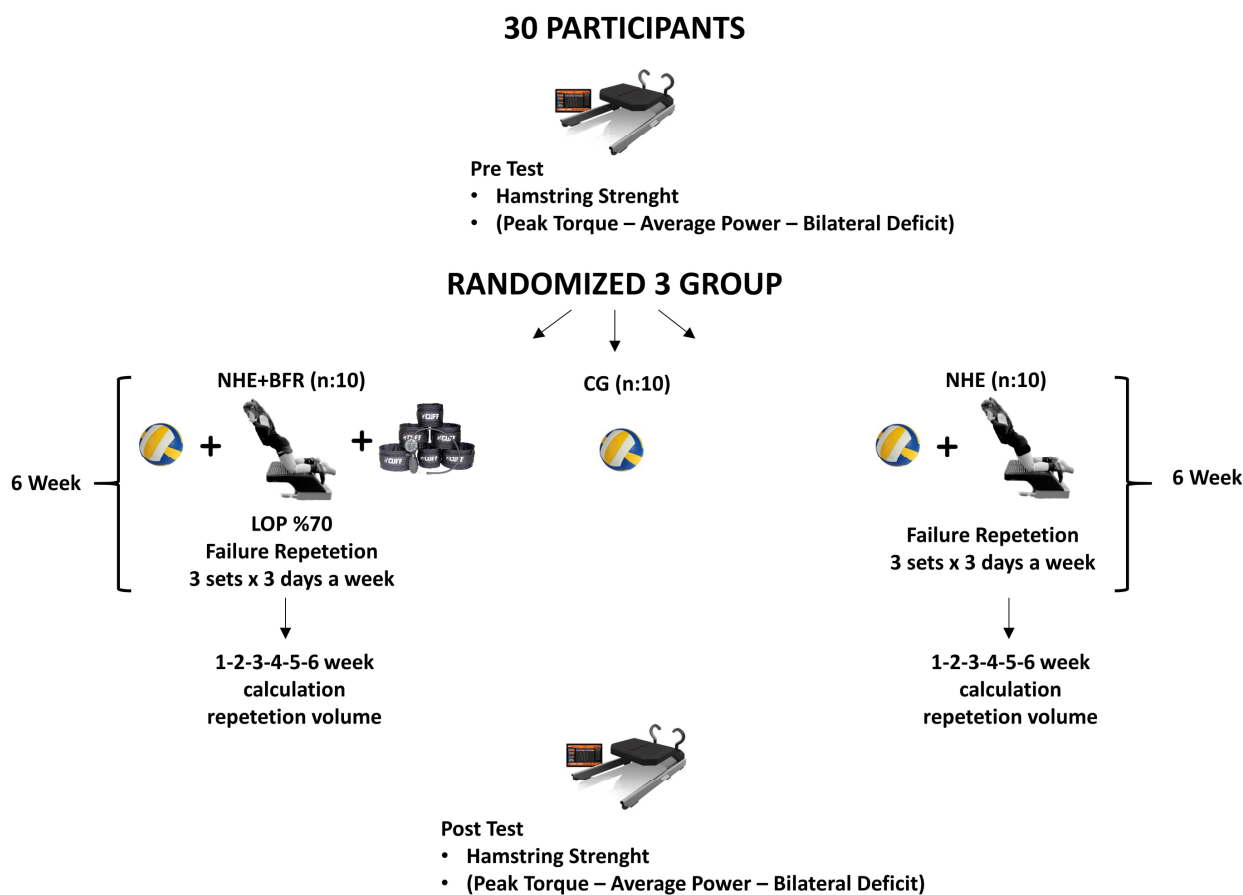 30 PARTICIPANTS
Pre Test
• Hamstring Strenght
• (Peak Torque – Average Power – Bilateral Deficit)
RANDOMIZED 3 GROUP
NHE+BFR (n:10)
CG (n:10)
NHE (n:10)
+
+
+
6 Week
6 Week
LOP %70
Failure Repetetion
3 sets x 3 days a week
Failure Repetetion
3 sets x 3 days a week
1-2-3-4-5-6 week
calculation
repetetion volume
1-2-3-4-5-6 week
calculation
repetetion volume
Post Test
• Hamstring Strenght
• (Peak Torque – Average Power – Bilateral Deficit)